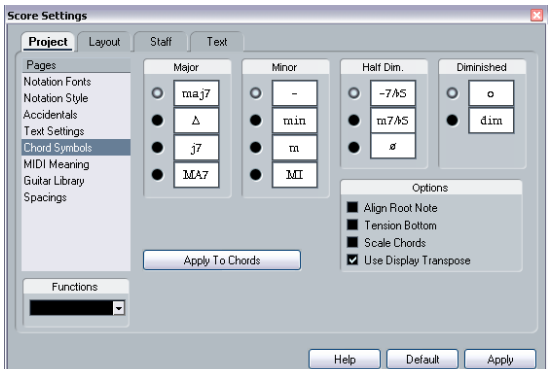 Score Settings
Project Layout Staff Text
Pages
Notation Fonts
Notation Style
Accidentals
Text Settings
Chord Symbols
MIDI Meaning
Guitar Library
Spacings
Functions
Major
maj7
Δ
j7
MA7
Minor
-
min
m
MI
Half Dim.
-7/♭5
m7/♭5
ø
Diminished
o
dim
Options
Align Root Note
Tension Bottom
Scale Chords
Use Display Transpose
Apply To Chords
Help Default Apply